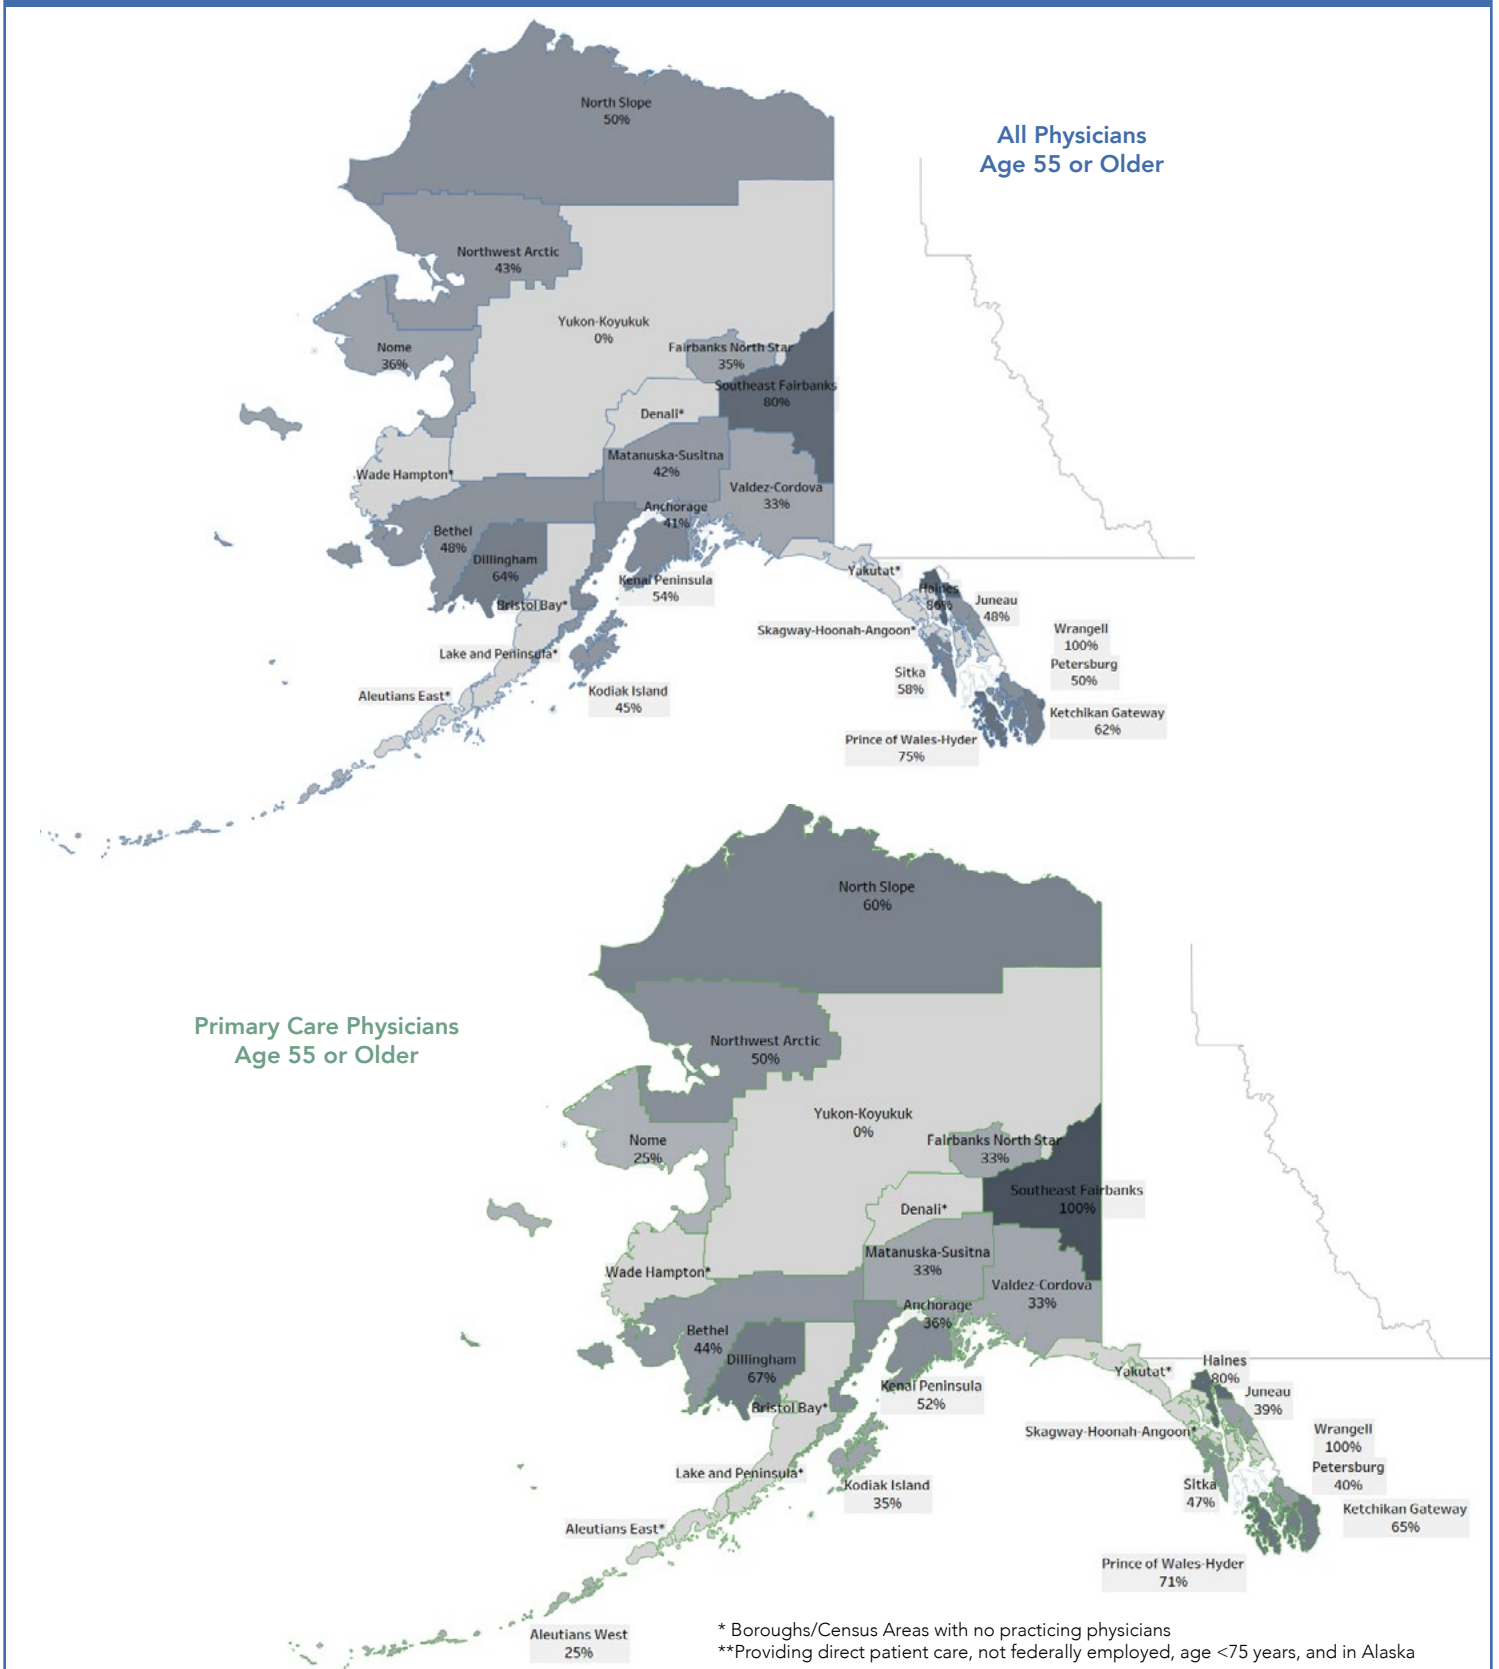 All Physicians
Age 55 or Older
North Slope
50%
Northwest Arctic
43%
Yukon-Koyukuk
0%
Nome
36%
Fairbanks North Star
35%
Southeast Fairbanks
80%
Denali*
Matanuska-Susitna
42%
Wade Hampton*
Valdez-Cordova
33%
Anchorage
41%
Bethel
48%
Dillingham
64%
Kenai Peninsula
54%
Bristol Bay*
Yakutat*
Haines
86%
Juneau
48%
Skagway-Hoonah-Angoon*
Wrangell
100%
Petersburg
50%
Lake and Peninsula*
Sitka
58%
Aleutians East*
Kodiak Island
45%
Ketchikan Gateway
62%
Prince of Wales-Hyder
75%
Primary Care Physicians
Age 55 or Older
North Slope
60%
Northwest Arctic
50%
Yukon-Koyukuk
0%
Nome
25%
Fairbanks North Star
33%
Southeast Fairbanks
100%
Denali*
Matanuska-Susitna
33%
Wade Hampton*
Valdez-Cordova
33%
Anchorage
36%
Bethel
44%
Dillingham
67%
Kenai Peninsula
52%
Bristol Bay*
Yakutat*
Haines
80%
Juneau
39%
Skagway-Hoonah-Angoon*
Wrangell
100%
Petersburg
40%
Lake and Peninsula*
Kodiak Island
35%
Sitka
47%
Ketchikan Gateway
65%
Aleutians East*
Prince of Wales-Hyder
71%
Aleutians West
25%
* Boroughs/Census Areas with no practicing physicians
**Providing direct patient care, not federally employed, age <75 years, and in Alaska